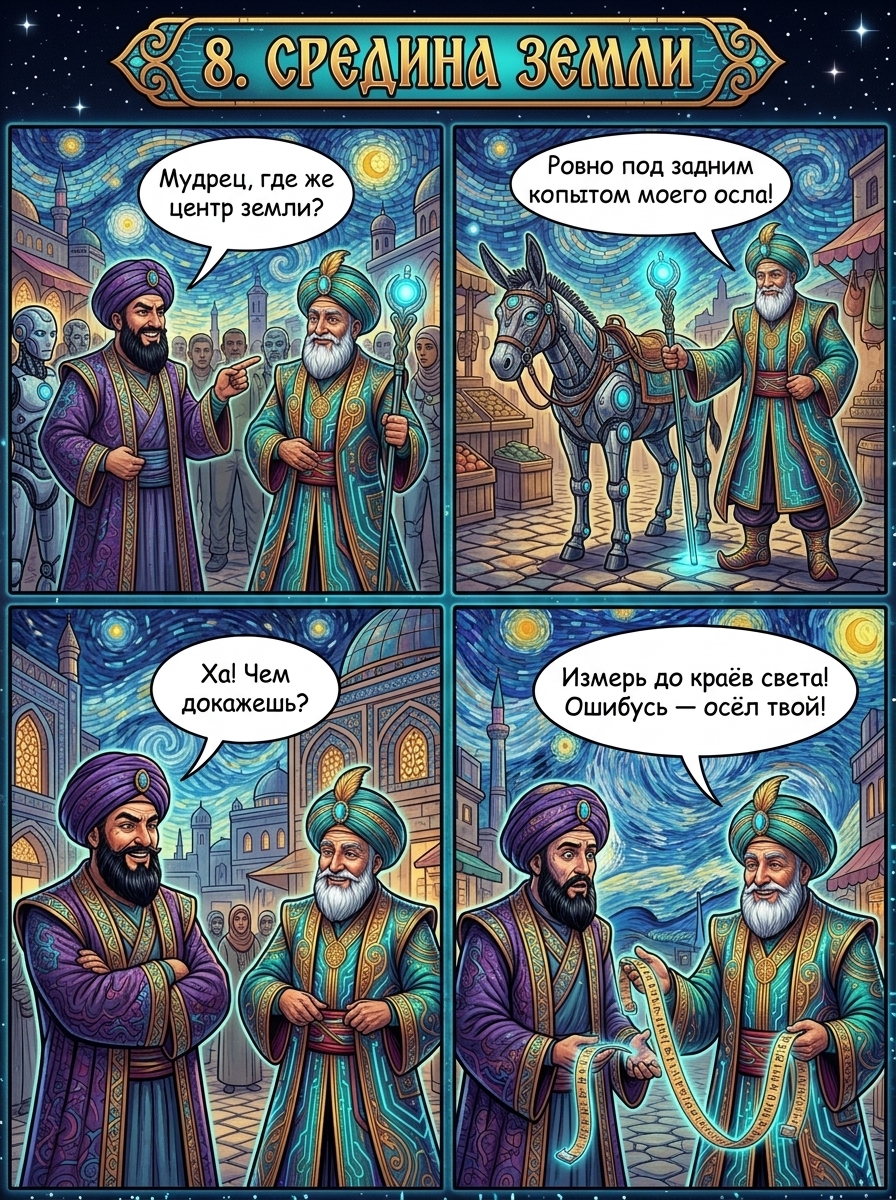 8. СРЕДИНА ЗЕМЛИ
Мудрец, где же
центр земли?
Ровно под задним
копытом моего осла!
Ха! Чем
докажешь?
Измерь до краёв света!
Ошибусь — осёл твой!